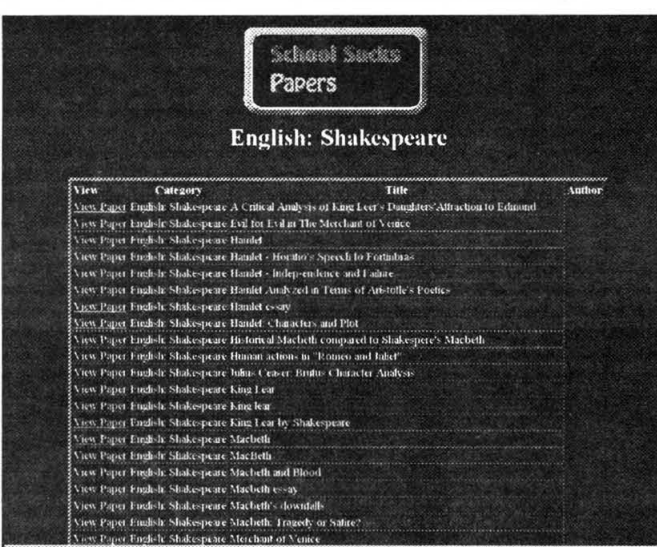 School Sucks
Papers
English: Shakespeare
View Category Title Author
View Paper English: Shakespeare A Critical Analysis of King Leer's Daughters'Attraction to Edmund
View Paper English: Shakespeare Evil for Evil in The Merchant of Venice
View Paper English: Shakespeare Hamlet
View Paper English: Shakespeare Hamlet - Horatio's Speech to Fortinbras
View Paper English: Shakespeare Hamlet - Indep-endence and Failure
View Paper English: Shakespeare Hamlet Analyzed in Terms of Aristotle's Poetics
View Paper English: Shakespeare Hamlet essay
View Paper English: Shakespeare Hamlet: Characters and Plot
View Paper English: Shakespeare Historical Macbeth compared to Shakespere's Macbeth
View Paper English: Shakespeare Human actions in "Romeo and Juliet"
View Paper English: Shakespeare Julius Ceaser: Brutus Character Analysis
View Paper English: Shakespeare King Lear
View Paper English: Shakespeare King lear
View Paper English: Shakespeare King Lear by Shakespeare
View Paper English: Shakespeare Macbeth
View Paper English: Shakespeare MacBeth
View Paper English: Shakespeare Macbeth and Blood
View Paper English: Shakespeare Macbeth essay
View Paper English: Shakespeare Macbeth's downfalls
View Paper English: Shakespeare Macbeth: Tragedy or Satire?
View Paper English: Shakespeare Merchant of Venice